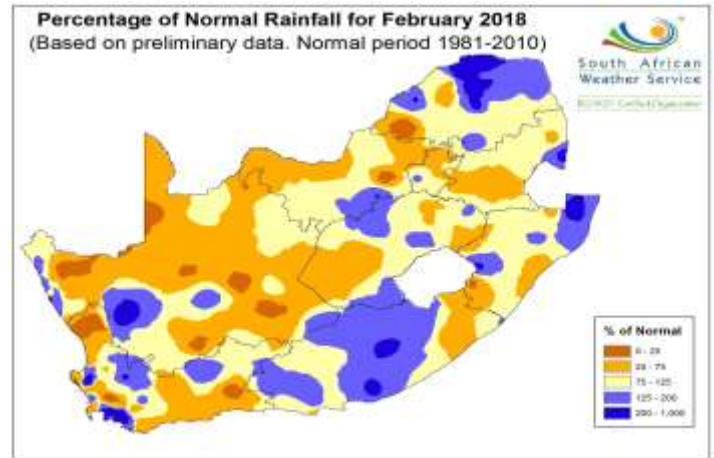 Percentage of Normal Rainfall for February 2018
(Based on preliminary data. Normal period 1981-2010)
South African
Weather Service
% of Normal
0 - 25
25 - 75
75 - 125
125 - 200
200 - 1,000